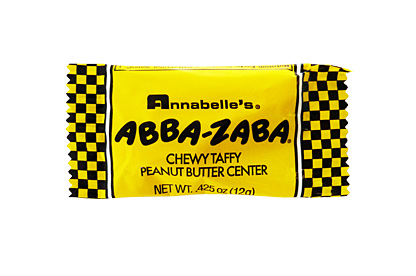 Annabelle's®
ABBA-ZABA®
CHEWY TAFFY
PEANUT BUTTER CENTER
NET WT. .425 oz (12g)